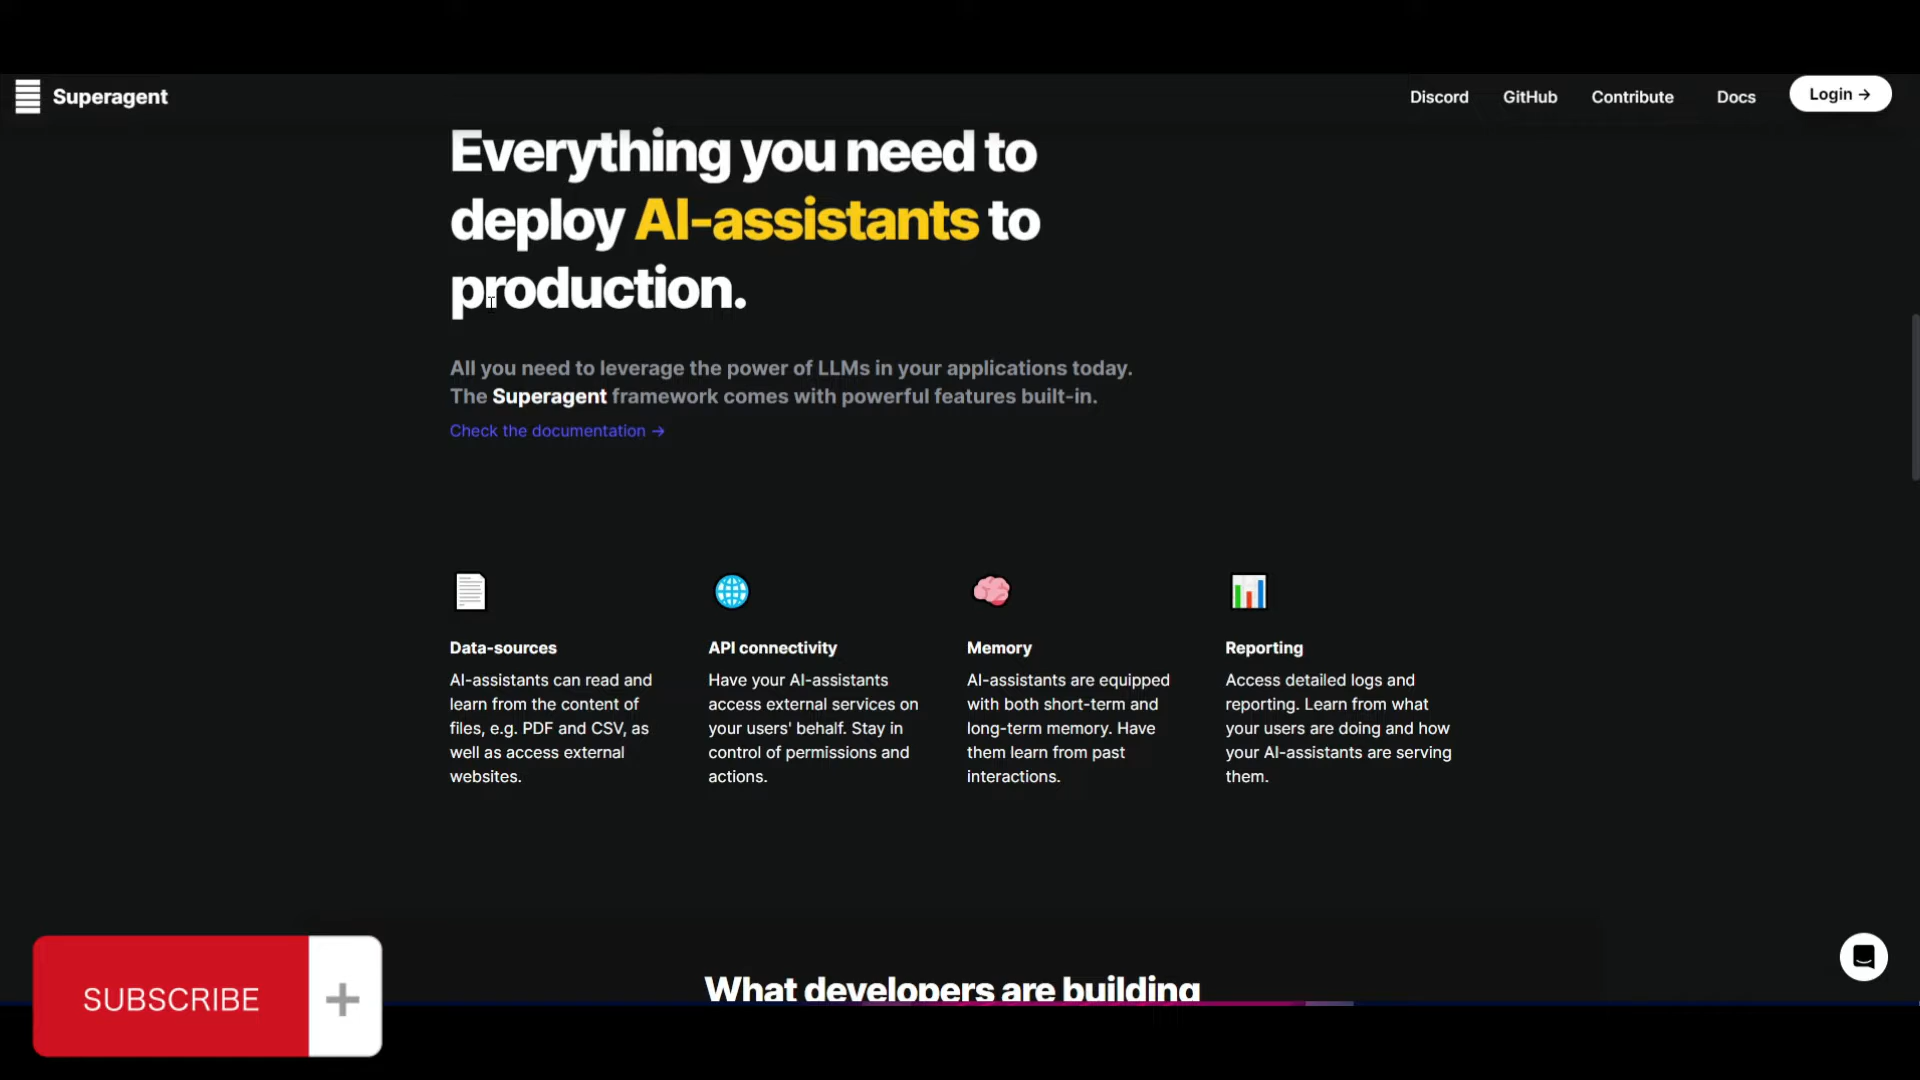 Superagent
Discord
GitHub
Contribute
Docs
Login →
Everything you need to
deploy AI-assistants to
production.
All you need to leverage the power of LLMs in your applications today.
The Superagent framework comes with powerful features built-in.
Check the documentation →
Data-sources
AI-assistants can read and
learn from the content of
files, e.g. PDF and CSV, as
well as access external
websites.
API connectivity
Have your AI-assistants
access external services on
your users' behalf. Stay in
control of permissions and
actions.
Memory
AI-assistants are equipped
with both short-term and
long-term memory. Have
them learn from past
interactions.
Reporting
Access detailed logs and
reporting. Learn from what
your users are doing and how
your AI-assistants are serving
them.
What developers are building
SUBSCRIBE +